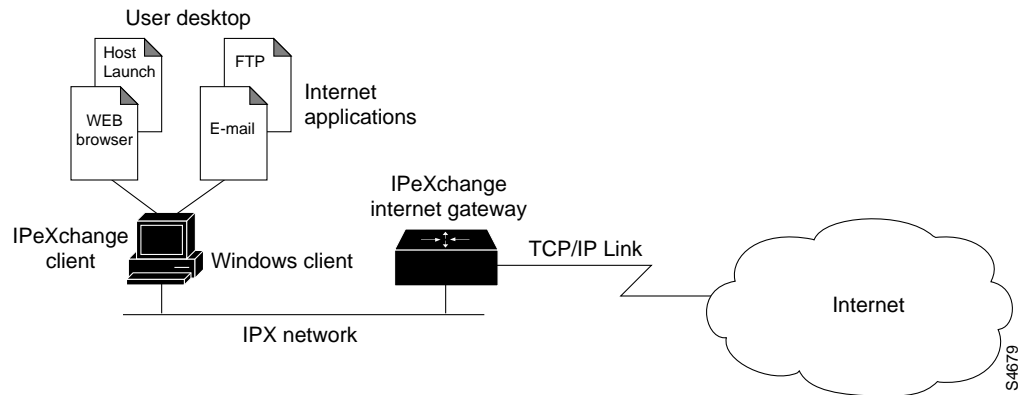 User desktop
Host
Launch
FTP
WEB
browser
E-mail
Internet
applications
IPeXchange
internet gateway
IPeXchange
client
Windows client
TCP/IP Link
Internet
IPX network
S4679